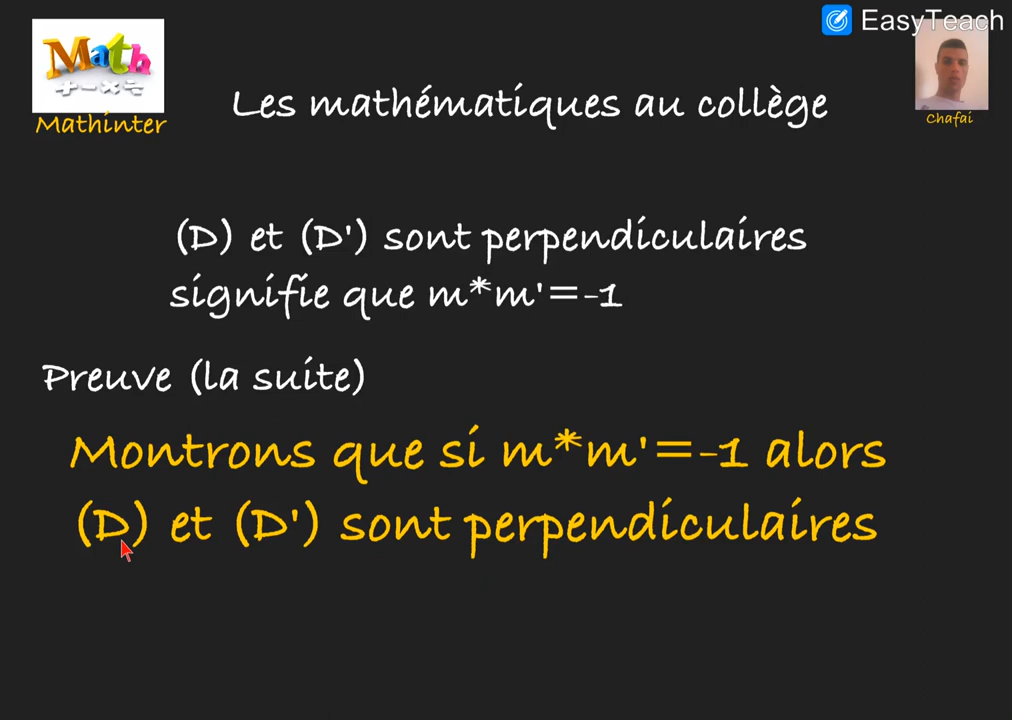 EasyTeach
Math
+-×÷
Mathinter
Les mathématiques au collège
Chafai
(D) et (D') sont perpendiculaires
signifie que m*m'=-1
Preuve (la suite)
Montrons que si m*m'=-1 alors
(D) et (D') sont perpendiculaires